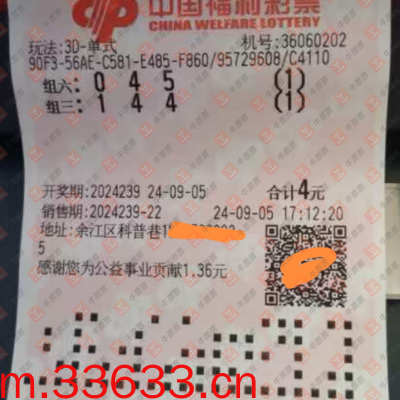 中国福利彩票
CHINA WELFARE LOTTERY
玩法:3D-单式 机号:36060202
90F3-56AE-C581-E485-F860/95729608/C4110
组六: 0 4 5 (1)
组三: 1 4 4 (1)
开奖期:2024239 24-09-05 合计4元
销售期:2024239-22 24-09-05 17:12:20
地址:余江区科普巷
5
感谢您为公益事业贡献1.36元
m.33633.cn